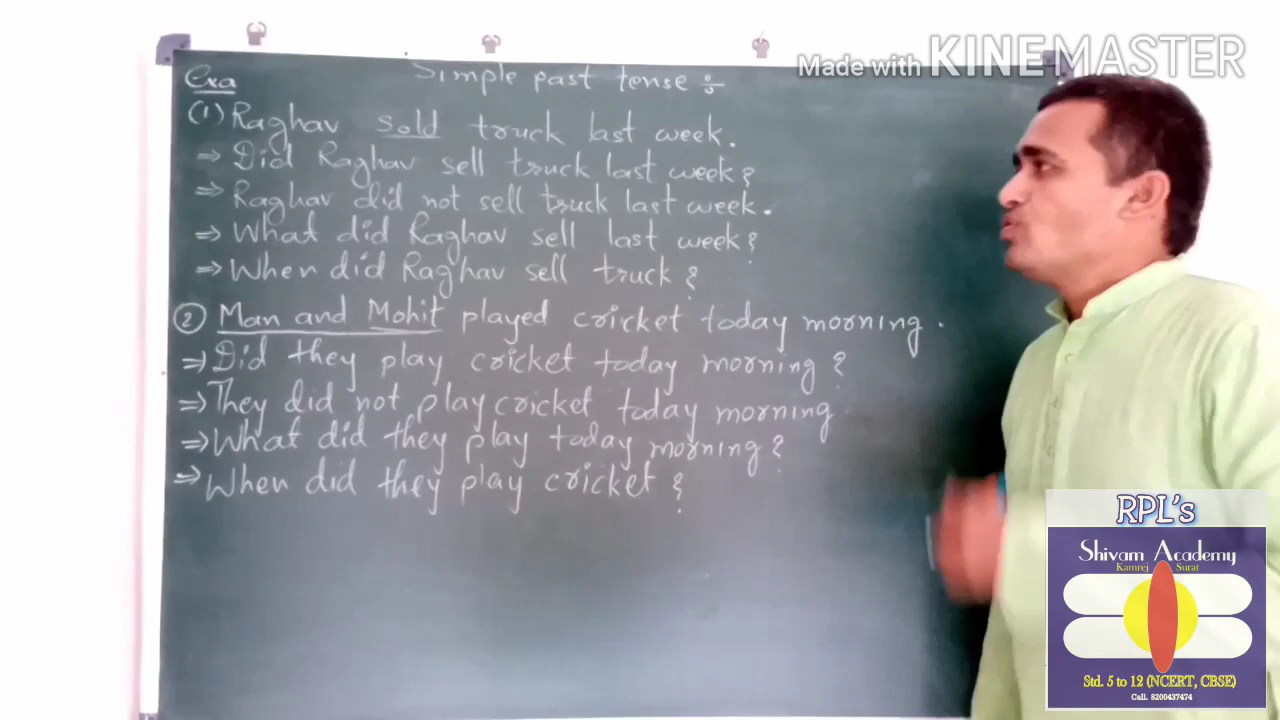 Made with KINEMASTER
Exa Simple past tense ÷
(1) Raghav sold truck last week.
⇒ Did Raghav sell truck last week?
⇒ Raghav did not sell truck last week.
⇒ What did Raghav sell last week?
⇒ When did Raghav sell truck?
② Man and Mohit played cricket today morning.
⇒ Did they play cricket today morning?
⇒ They did not play cricket today morning
⇒ What did they play today morning?
⇒ When did they play cricket?
RPL's
Shivam Academy
Kamrej Surat
Std. 5 to 12 (NCERT, CBSE)
Call. 8200437474